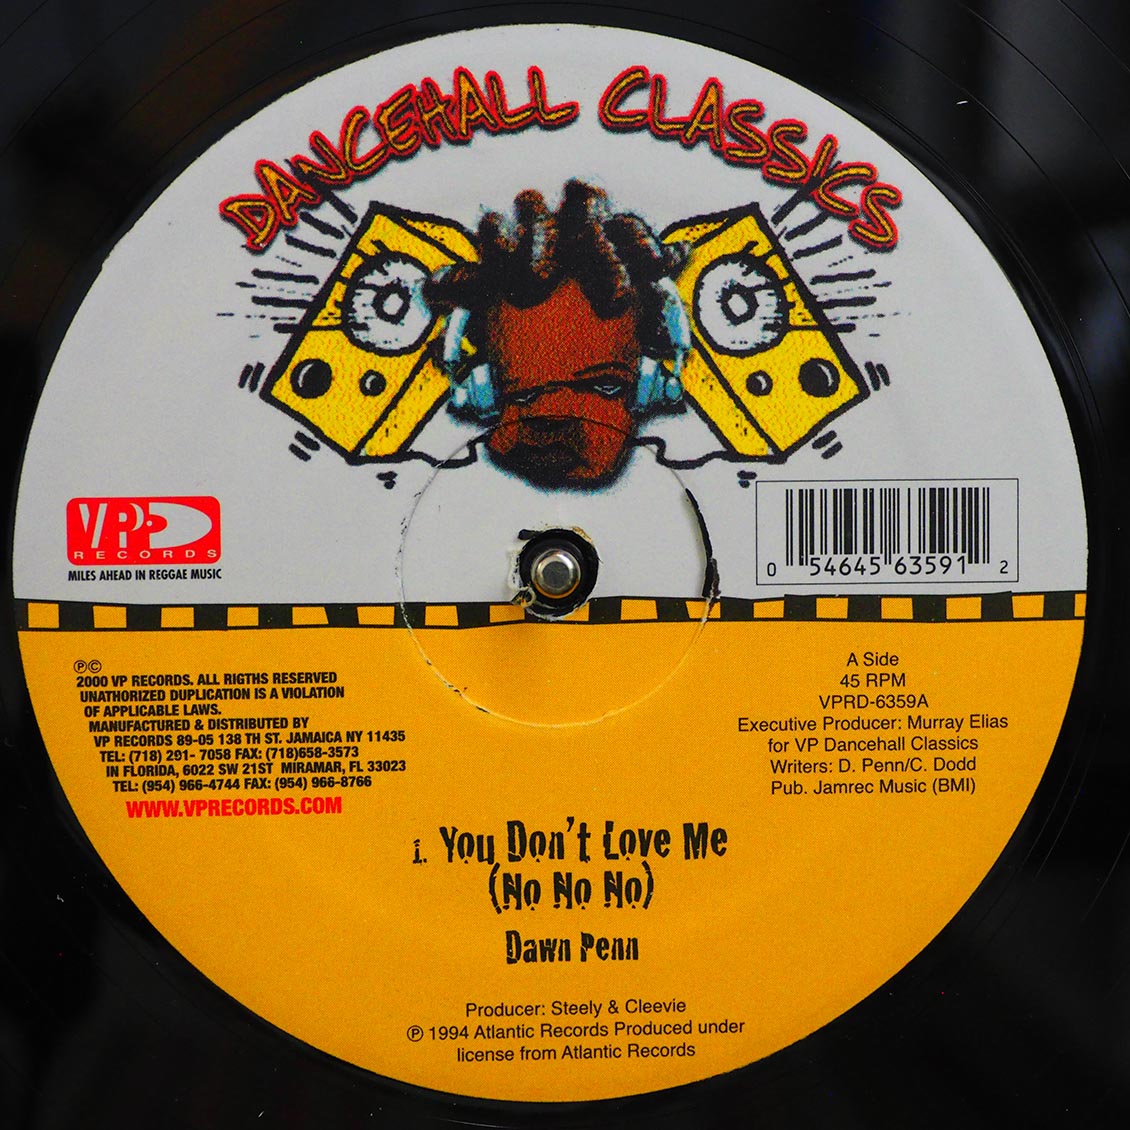 DANCEHALL CLASSICS
VP
RECORDS
MILES AHEAD IN REGGAE MUSIC
0 54645 63591 2
℗©
2000 VP RECORDS. ALL RIGTHS RESERVED
UNATHORIZED DUPLICATION IS A VIOLATION
OF APPLICABLE LAWS.
MANUFACTURED & DISTRIBUTED BY
VP RECORDS 89-05 138 TH ST. JAMAICA NY 11435
TEL: (718) 291- 7058 FAX: (718)658-3573
IN FLORIDA, 6022 SW 21ST MIRAMAR, FL 33023
TEL: (954) 966-4744 FAX: (954) 966-8766
WWW.VPRECORDS.COM
A Side
45 RPM
VPRD-6359A
Executive Producer: Murray Elias
for VP Dancehall Classics
Writers: D. Penn/C. Dodd
Pub. Jamrec Music (BMI)
1. You Don't Love Me
(No No No)
Dawn Penn
Producer: Steely & Cleevie
℗ 1994 Atlantic Records Produced under
license from Atlantic Records